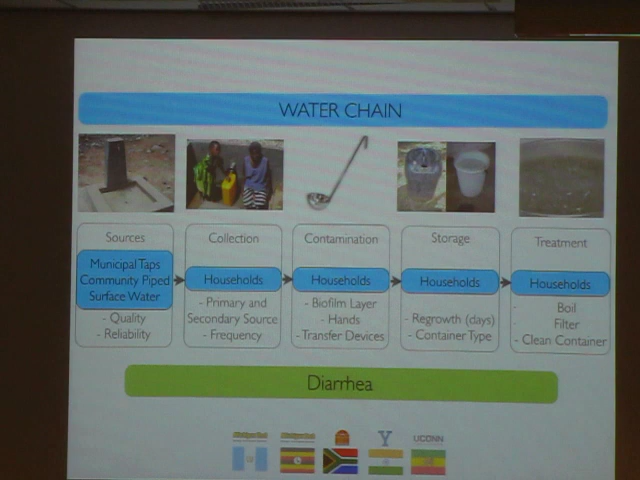 WATER CHAIN
Sources
Municipal Taps
Community Piped
Surface Water
- Quality
- Reliability
Collection
Households
- Primary and
Secondary Source
- Frequency
Contamination
Households
- Biofilm Layer
- Hands
- Transfer Devices
Storage
Households
- Regrowth (days)
- Container Type
Treatment
Households
- Boil
- Filter
- Clean Container
Diarrhea
Y
UCONN